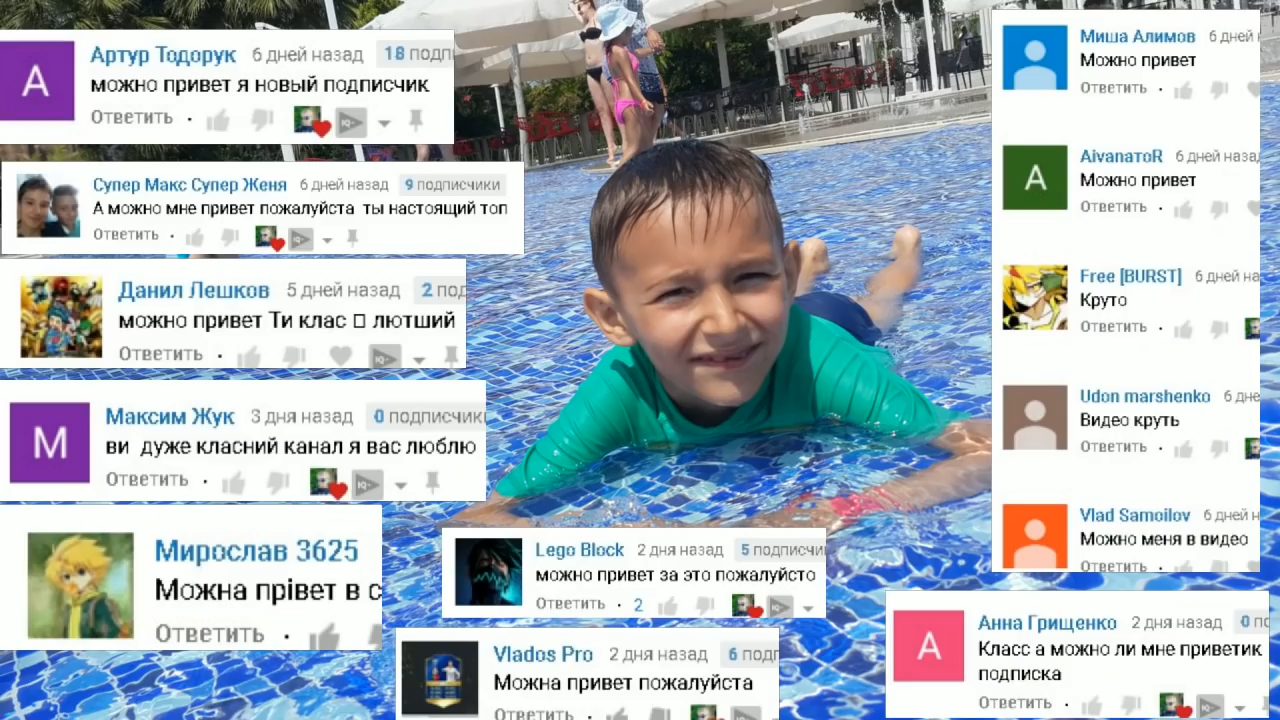 Артур Тодорук 6 дней назад 18
можно привет я новый подписчик
Ответить
Супер Макс Супер Женя 6 дней назад 9 подписчики
А можно мне привет пожалуйста ты настоящий топ
Ответить
Данил Лешков 5 дней назад 2
можно привет Ти клас лютший
Ответить
Максим Жук 3 дня назад 0 подписчик
ви дуже класний канал я вас люблю
Ответить
Мирослав 3625
Можна прівет в с
Ответить
Lego Block 2 дня назад 5 подписчи
можно привет за это пожалуйсто
Ответить 2
Vlados Pro 2 дня назад 6
Можна привет пожалуйста
Ответить
Миша Алимов 6 дней
Можно привет
Ответить
AivanaтоR 6 дней назад
Можно привет
Ответить
Free [BURST] 6 дней на
Круто
Ответить
Udon marshenko 6 дне
Видео круть
Ответить
Vlad Samoilov 6 дней н
Можно меня в видео
Ответить
Анна Грищенко 2 дня назад 0
Класс а можно ли мне приветик
подписка
Ответить